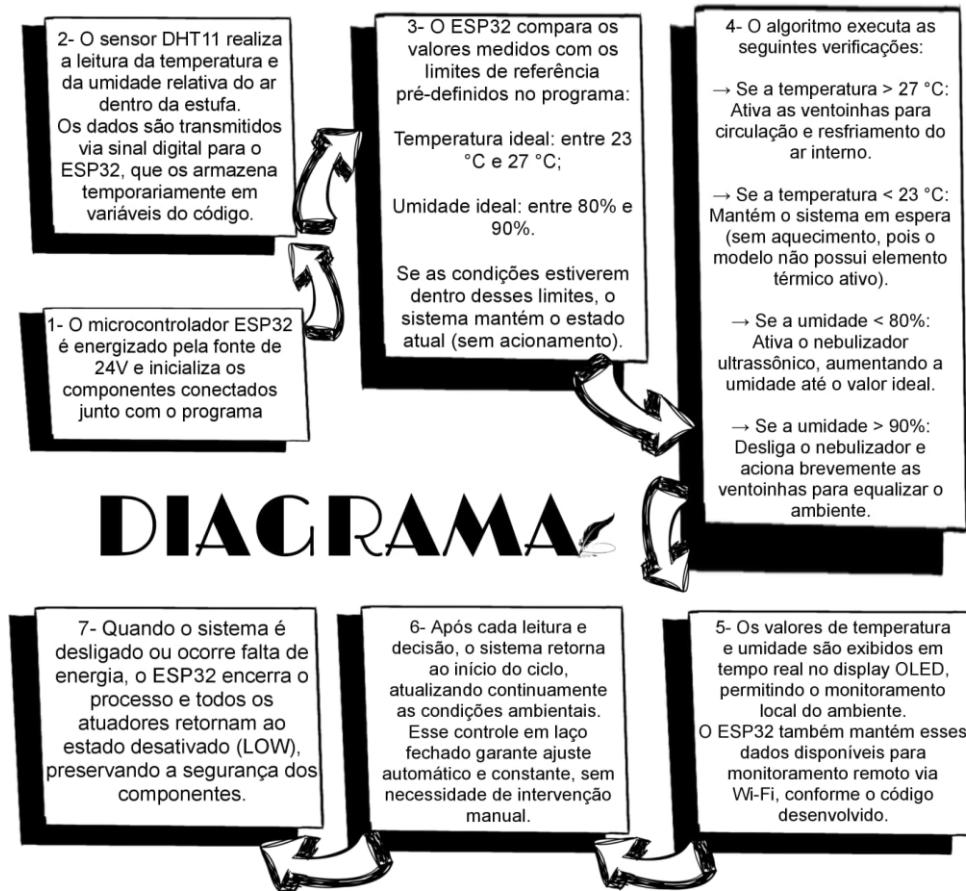 1- O microcontrolador ESP32
é energizado pela fonte de
24V e inicializa os
componentes conectados
junto com o programa
2- O sensor DHT11 realiza
a leitura da temperatura e
da umidade relativa do ar
dentro da estufa.
Os dados são transmitidos
via sinal digital para o
ESP32, que os armazena
temporariamente em
variáveis do código.
3- O ESP32 compara os
valores medidos com os
limites de referência
pré-definidos no programa:
Temperatura ideal: entre 23
°C e 27 °C;
Umidade ideal: entre 80% e
90%.
Se as condições estiverem
dentro desses limites, o
sistema mantém o estado
atual (sem acionamento).
4- O algoritmo executa as
seguintes verificações:
→ Se a temperatura > 27 °C:
Ativa as ventoinhas para
circulação e resfriamento do
ar interno.
→ Se a temperatura < 23 °C:
Mantém o sistema em espera
(sem aquecimento, pois o
modelo não possui elemento
térmico ativo).
→ Se a umidade < 80%:
Ativa o nebulizador
ultrassônico, aumentando a
umidade até o valor ideal.
→ Se a umidade > 90%:
Desliga o nebulizador e
aciona brevemente as
ventoinhas para equalizar o
ambiente.
DIAGRAMA
5- Os valores de temperatura
e umidade são exibidos em
tempo real no display OLED,
permitindo o monitoramento
local do ambiente.
O ESP32 também mantém esses
dados disponíveis para
monitoramento remoto via
Wi-Fi, conforme o código
desenvolvido.
6- Após cada leitura e
decisão, o sistema retorna
ao início do ciclo,
atualizando continuamente
as condições ambientais.
Esse controle em laço
fechado garante ajuste
automático e constante, sem
necessidade de intervenção
manual.
7- Quando o sistema é
desligado ou ocorre falta de
energia, o ESP32 encerra o
processo e todos os
atuadores retornam ao
estado desativado (LOW),
preservando a segurança dos
componentes.